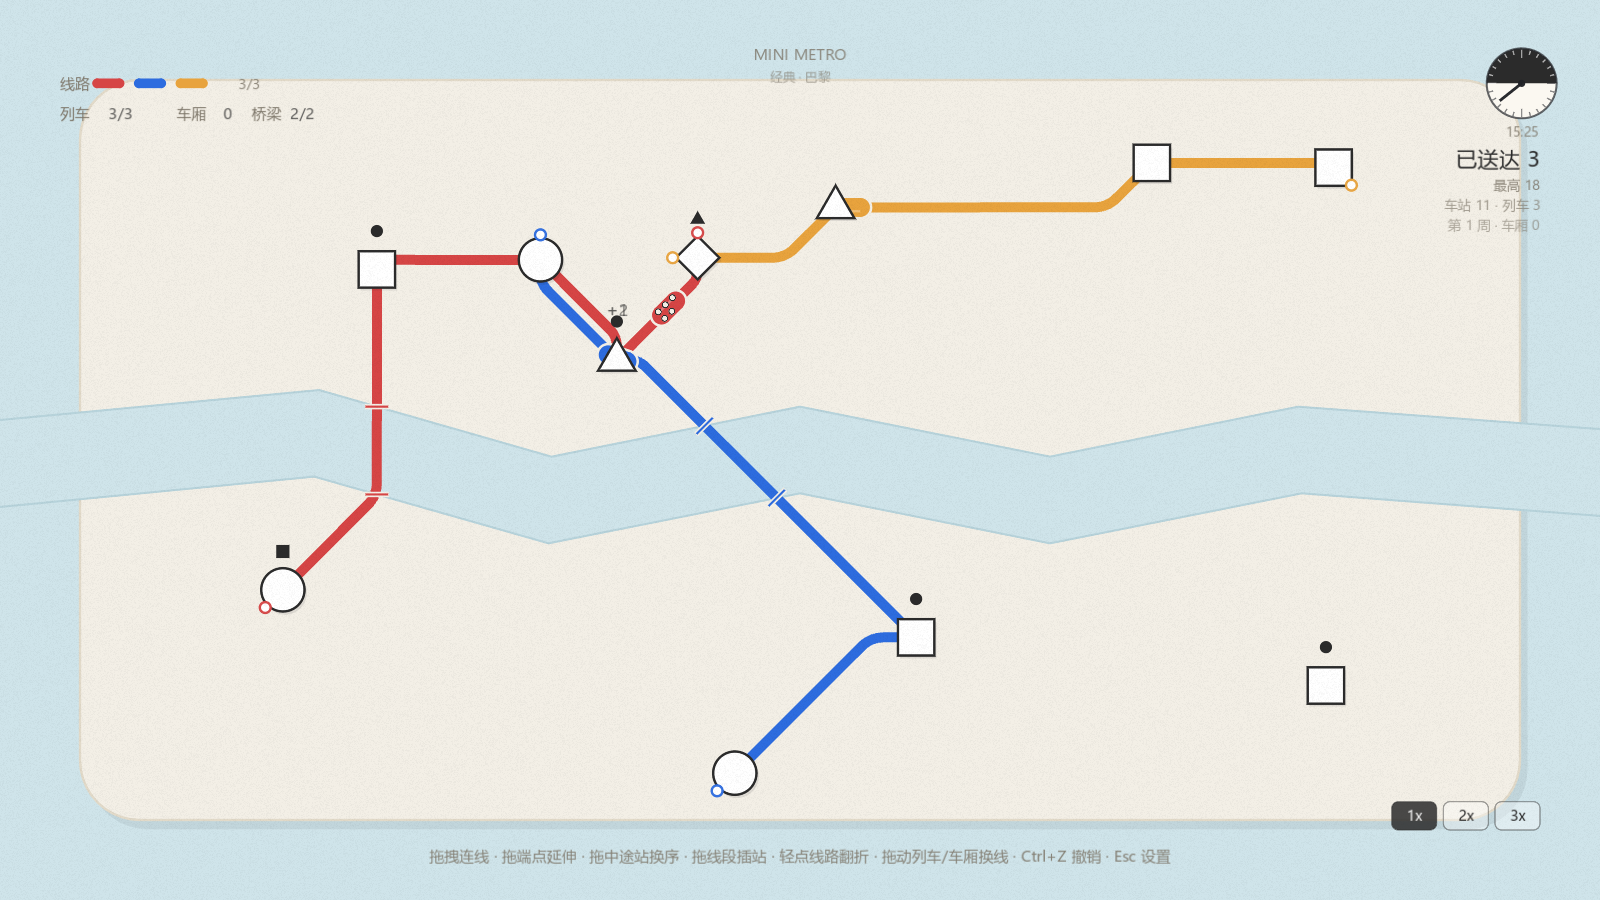 MINI METRO
经典 · 巴黎
线路 3/3
列车 3/3 车厢 0 桥梁 2/2
15:25
已送达 3
最高 18
车站 11 · 列车 3
第 1 周 · 车厢 0
1x 2x 3x
拖拽连线 · 拖端点延伸 · 拖中途站换序 · 拖线段插站 · 轻点线路翻折 · 拖动列车/车厢换线 · Ctrl+Z 撤销 · Esc 设置